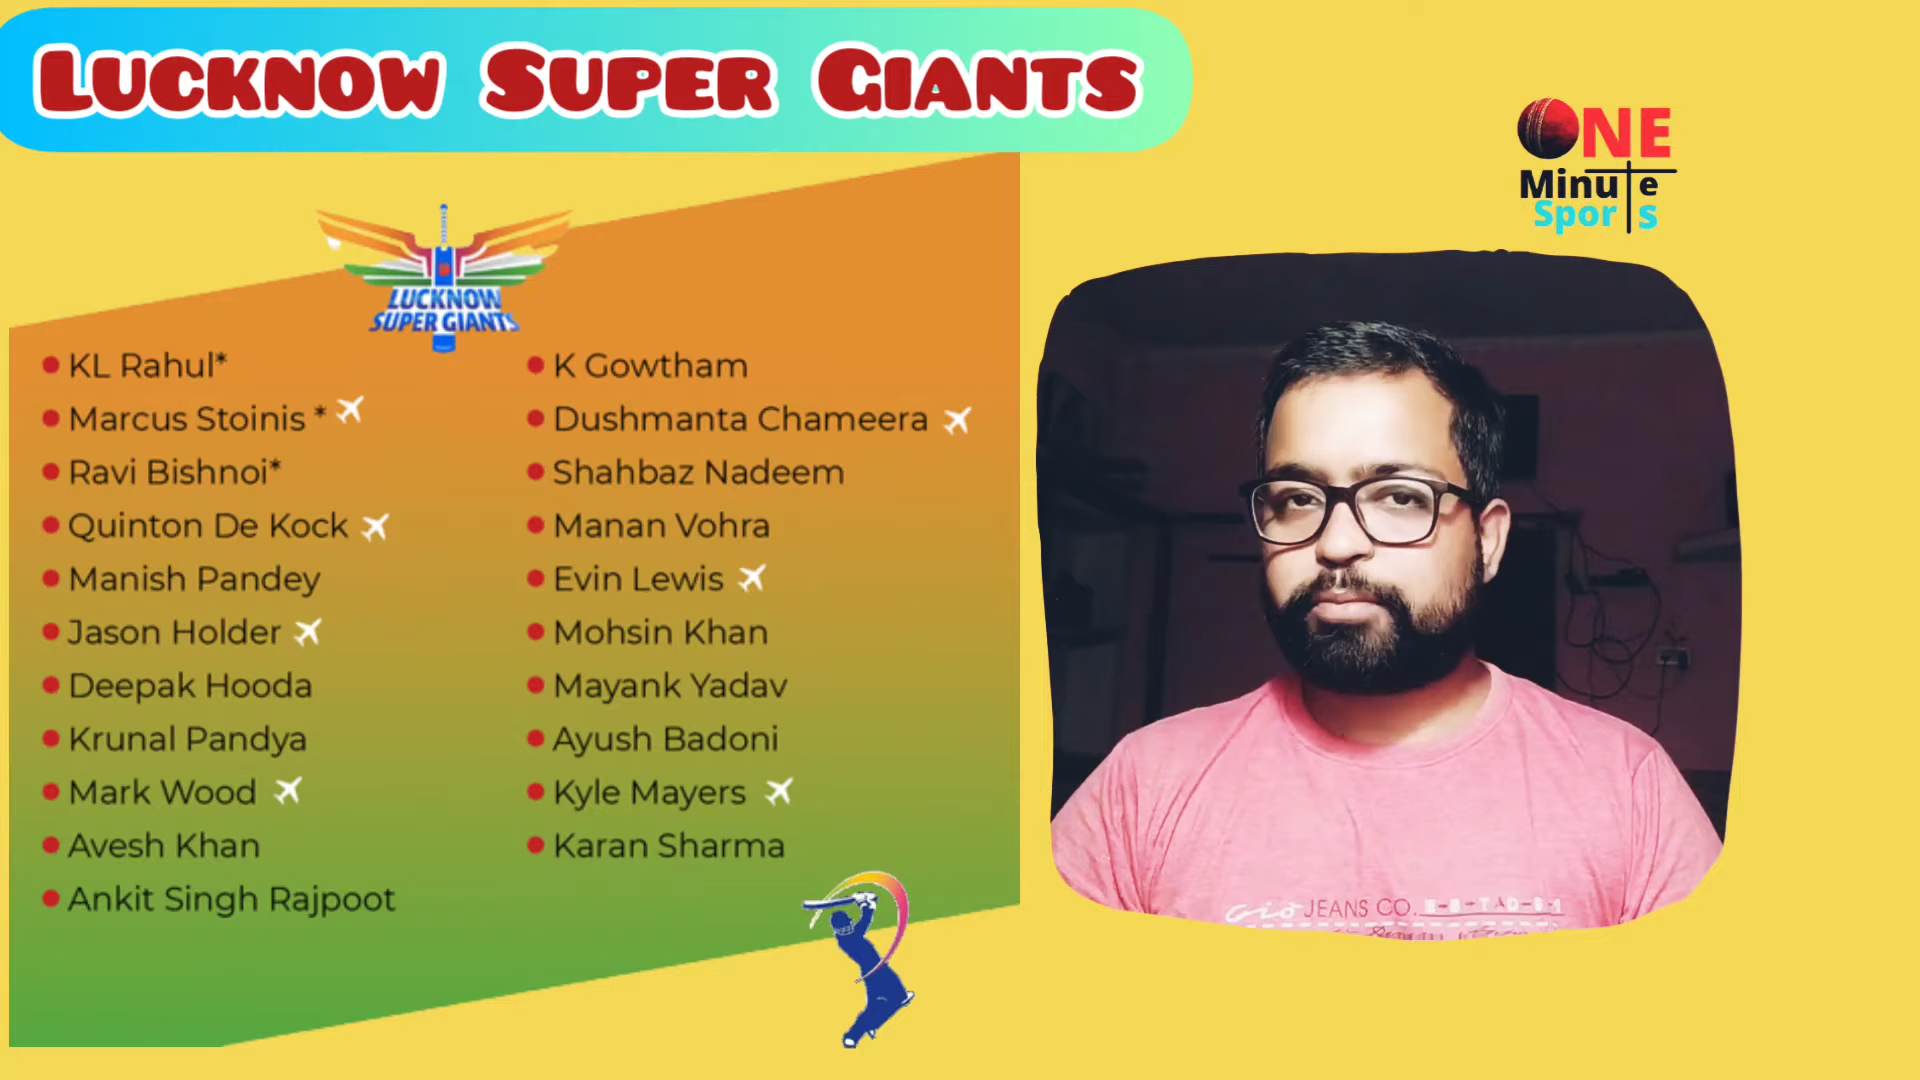 Lucknow Super Giants
ONE
Minute
Sports
LUCKNOW
SUPER GIANTS
KL Rahul*
Marcus Stoinis *
Ravi Bishnoi*
Quinton De Kock
Manish Pandey
Jason Holder
Deepak Hooda
Krunal Pandya
Mark Wood
Avesh Khan
Ankit Singh Rajpoot
K Gowtham
Dushmanta Chameera
Shahbaz Nadeem
Manan Vohra
Evin Lewis
Mohsin Khan
Mayank Yadav
Ayush Badoni
Kyle Mayers
Karan Sharma
JEANS CO.